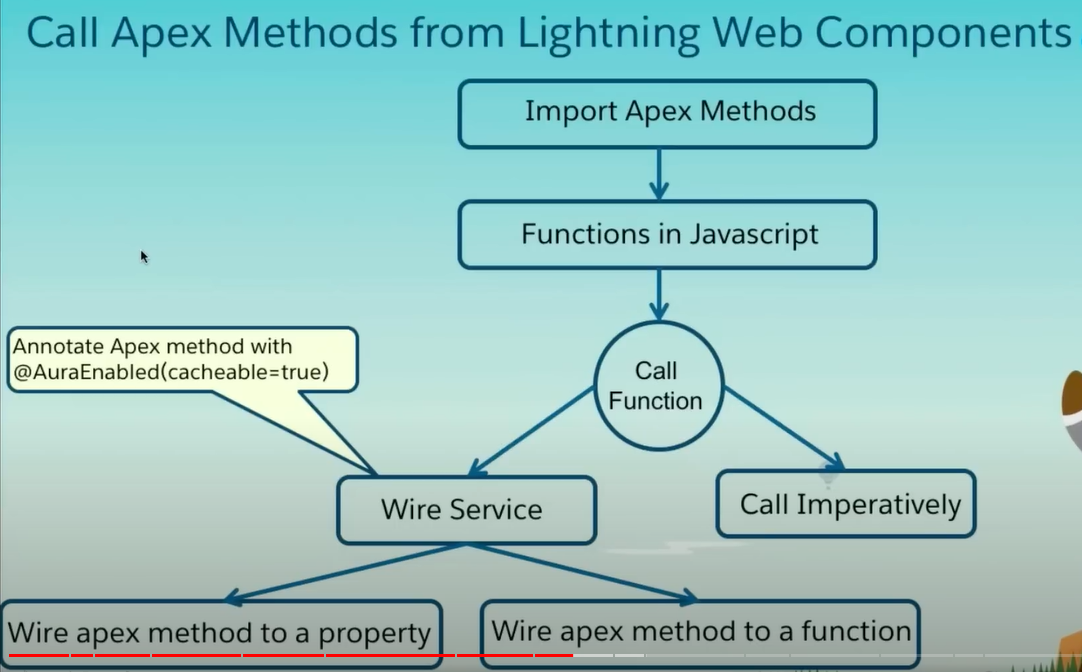 Call Apex Methods from Lightning Web Components
Import Apex Methods
Functions in Javascript
Call
Function
Annotate Apex method with
@AuraEnabled(cacheable=true)
Wire Service
Call Imperatively
Wire apex method to a property
Wire apex method to a function